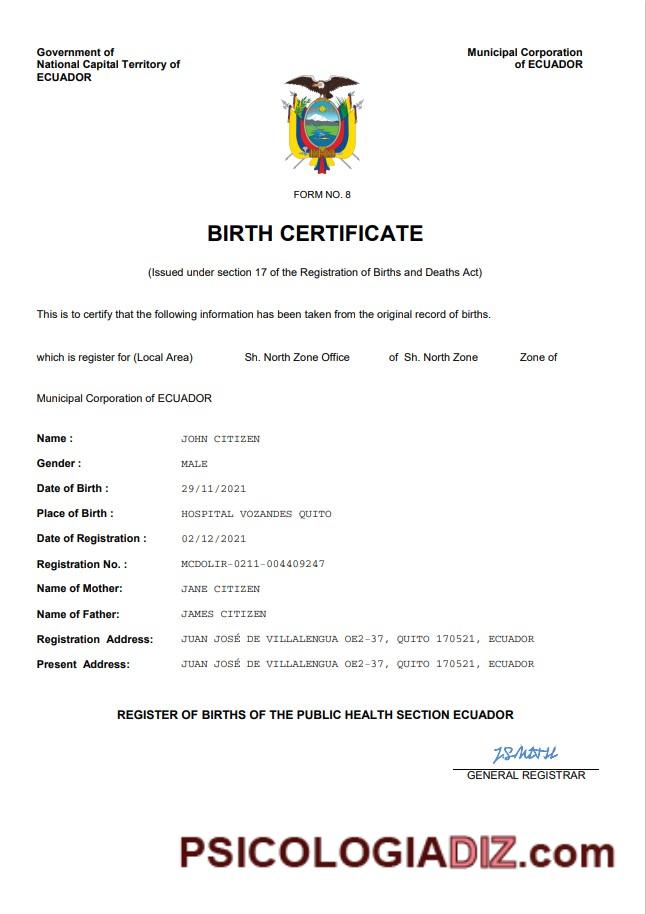 Government of
National Capital Territory of
ECUADOR
Municipal Corporation
of ECUADOR
FORM NO. 8
BIRTH CERTIFICATE
(Issued under section 17 of the Registration of Births and Deaths Act)
This is to certify that the following information has been taken from the original record of births.
which is register for (Local Area) Sh. North Zone Office of Sh. North Zone Zone of
Municipal Corporation of ECUADOR
Name : JOHN CITIZEN
Gender : MALE
Date of Birth : 29/11/2021
Place of Birth : HOSPITAL VOZANDES QUITO
Date of Registration : 02/12/2021
Registration No. : MCDOLIR-0211-004409247
Name of Mother: JANE CITIZEN
Name of Father: JAMES CITIZEN
Registration Address: JUAN JOSÉ DE VILLALENGUA OE2-37, QUITO 170521, ECUADOR
Present Address: JUAN JOSÉ DE VILLALENGUA OE2-37, QUITO 170521, ECUADOR
REGISTER OF BIRTHS OF THE PUBLIC HEALTH SECTION ECUADOR
GENERAL REGISTRAR
PSICOLOGIADIZ.com